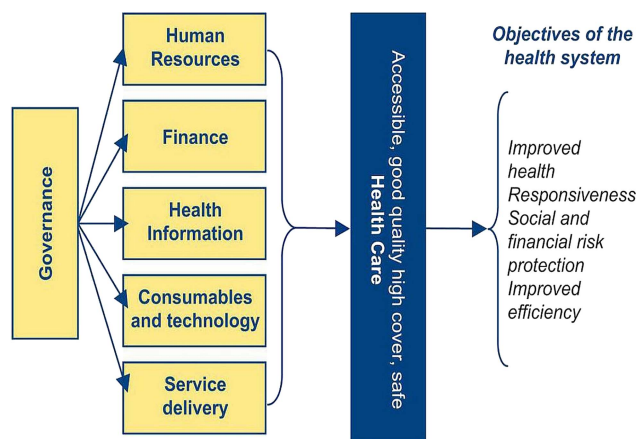 Governance
Human
Resources
Finance
Health
Information
Consumables
and technology
Service
delivery
Accessible, good quality high cover, safe
Health Care
Objectives of the
health system
Improved
health
Responsiveness
Social and
financial risk
protection
Improved
efficiency